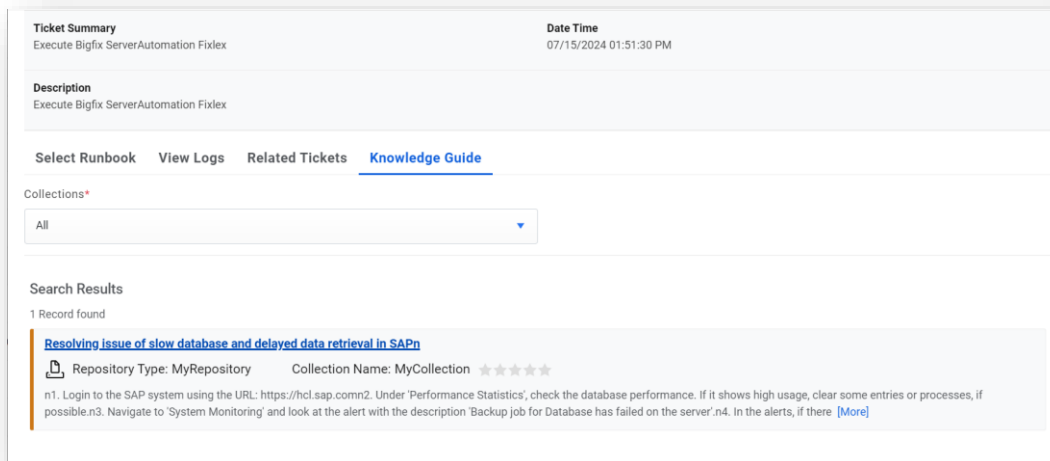 Ticket Summary
Execute Bigfix ServerAutomation Fixlex
Date Time
07/15/2024 01:51:30 PM
Description
Execute Bigfix ServerAutomation Fixlex
Select Runbook View Logs Related Tickets Knowledge Guide
Collections*
All
Search Results
1 Record found
Resolving issue of slow database and delayed data retrieval in SAPn
Repository Type: MyRepository Collection Name: MyCollection
n1. Login to the SAP system using the URL: https://hcl.sap.comn2. Under 'Performance Statistics', check the database performance. If it shows high usage, clear some entries or processes, if
possible.n3. Navigate to 'System Monitoring' and look at the alert with the description 'Backup job for Database has failed on the server'.n4. In the alerts, if there [More]